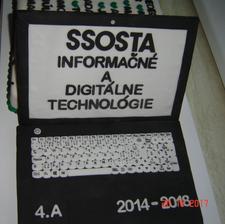 SSOSTA
INFORMAČNÉ
A
DIGITÁLNE
TECHNOLÓGIE
4.A
2014-2018